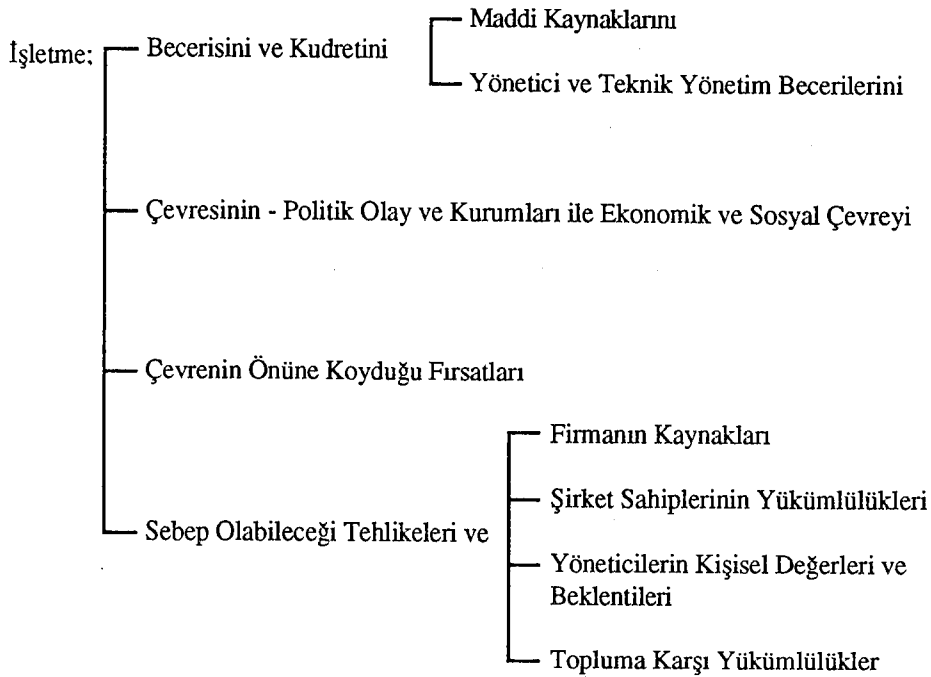 İşletme:
Becerisini ve Kudretini
Maddi Kaynaklarını
Yönetici ve Teknik Yönetim Becerilerini
Çevresinin - Politik Olay ve Kurumları ile Ekonomik ve Sosyal Çevreyi
Çevrenin Önüne Koyduğu Fırsatları
Sebep Olabileceği Tehlikeleri ve
Firmanın Kaynakları
Şirket Sahiplerinin Yükümlülükleri
Yöneticilerin Kişisel Değerleri ve
Beklentileri
Topluma Karşı Yükümlülükler